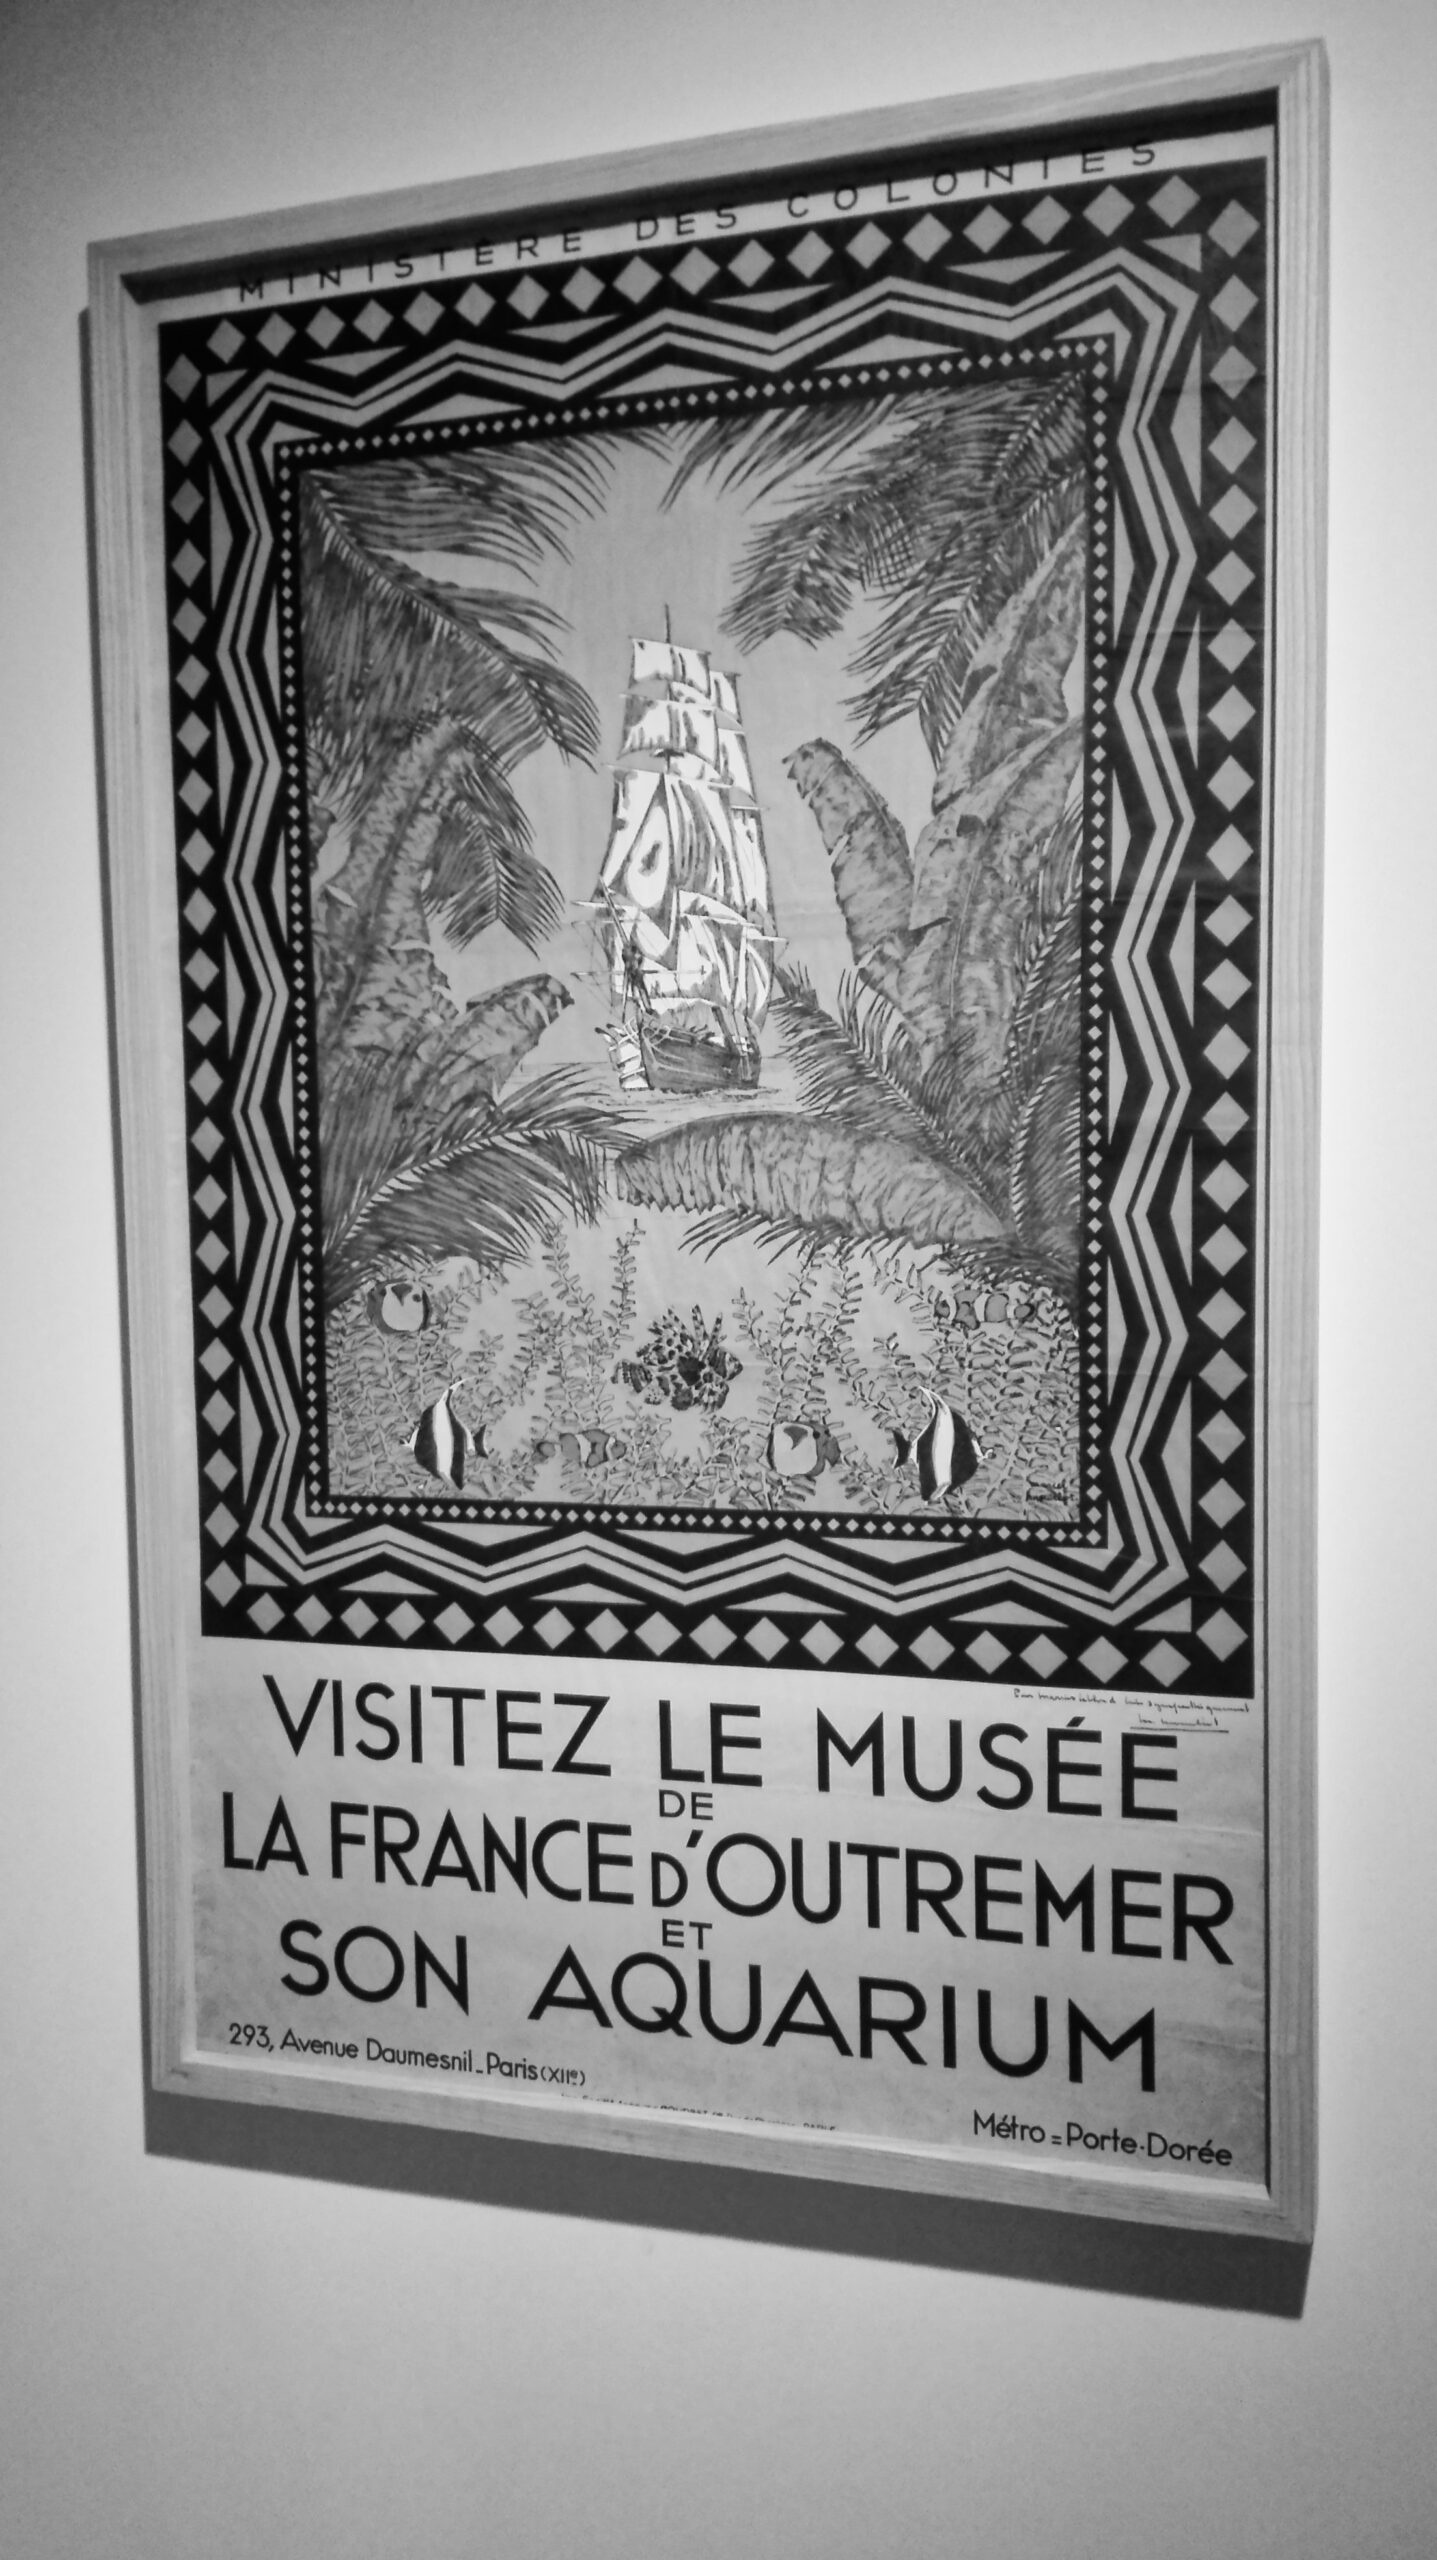 MINISTÈRE DES COLONIES
VISITEZ LE MUSÉE
DE
LA FRANCE D'OUTREMER
ET
SON AQUARIUM
293, Avenue Daumesnil_Paris (XIIe)
Métro = Porte-Dorée